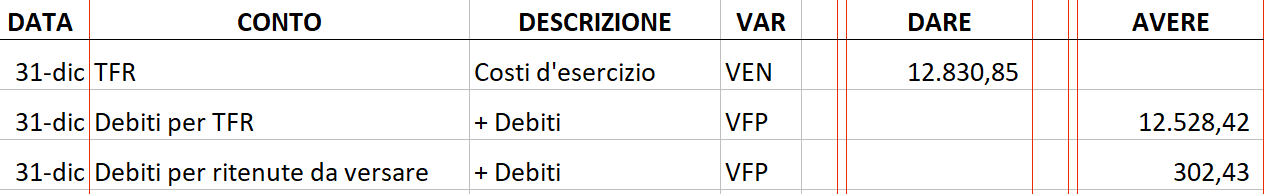 DATA CONTO DESCRIZIONE VAR DARE AVERE
31-dic TFR Costi d'esercizio VEN 12.830,85
31-dic Debiti per TFR + Debiti VFP 12.528,42
31-dic Debiti per ritenute da versare + Debiti VFP 302,43